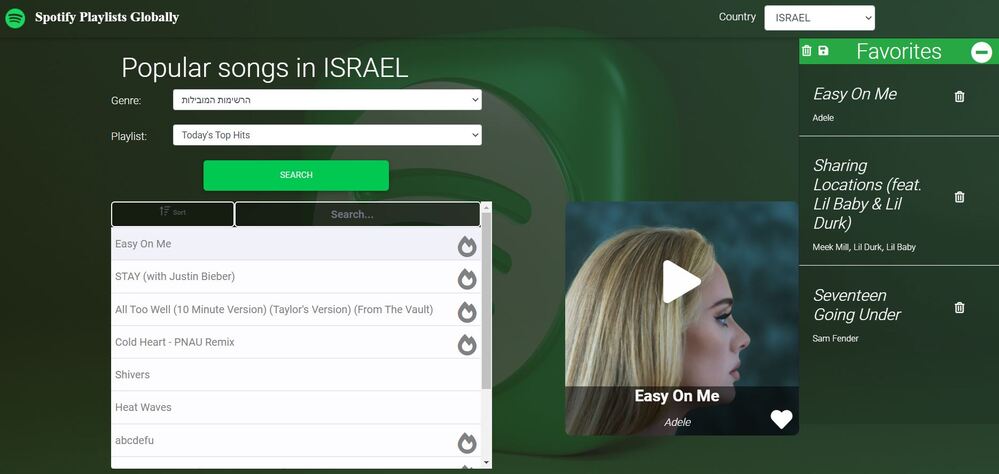 Spotify Playlists Globally
Country
ISRAEL
Popular songs in ISRAEL
Genre:
הרשימות המובילות
Playlist:
Today's Top Hits
SEARCH
Sort
Search...
Easy On Me
STAY (with Justin Bieber)
All Too Well (10 Minute Version) (Taylor's Version) (From The Vault)
Cold Heart - PNAU Remix
Shivers
Heat Waves
abcdefu
Easy On Me
Adele
Favorites
Easy On Me
Adele
Sharing
Locations (feat.
Lil Baby & Lil
Durk)
Meek Mill, Lil Durk, Lil Baby
Seventeen
Going Under
Sam Fender